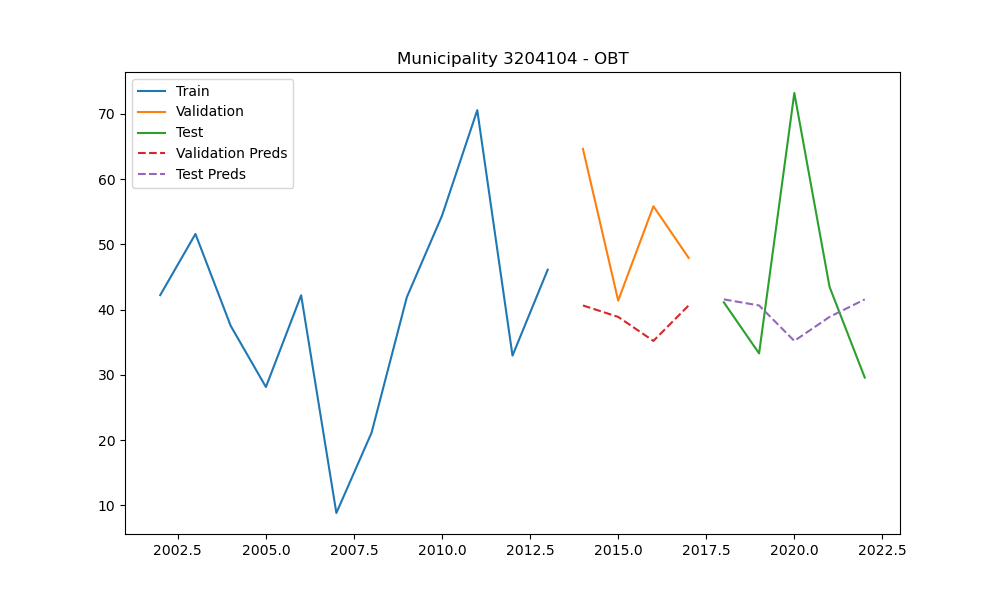 Municipality 3204104 - OBT
Train
Validation
Test
Validation Preds
Test Preds
70
60
50
40
30
20
10
2002.5 2005.0 2007.5 2010.0 2012.5 2015.0 2017.5 2020.0 2022.5